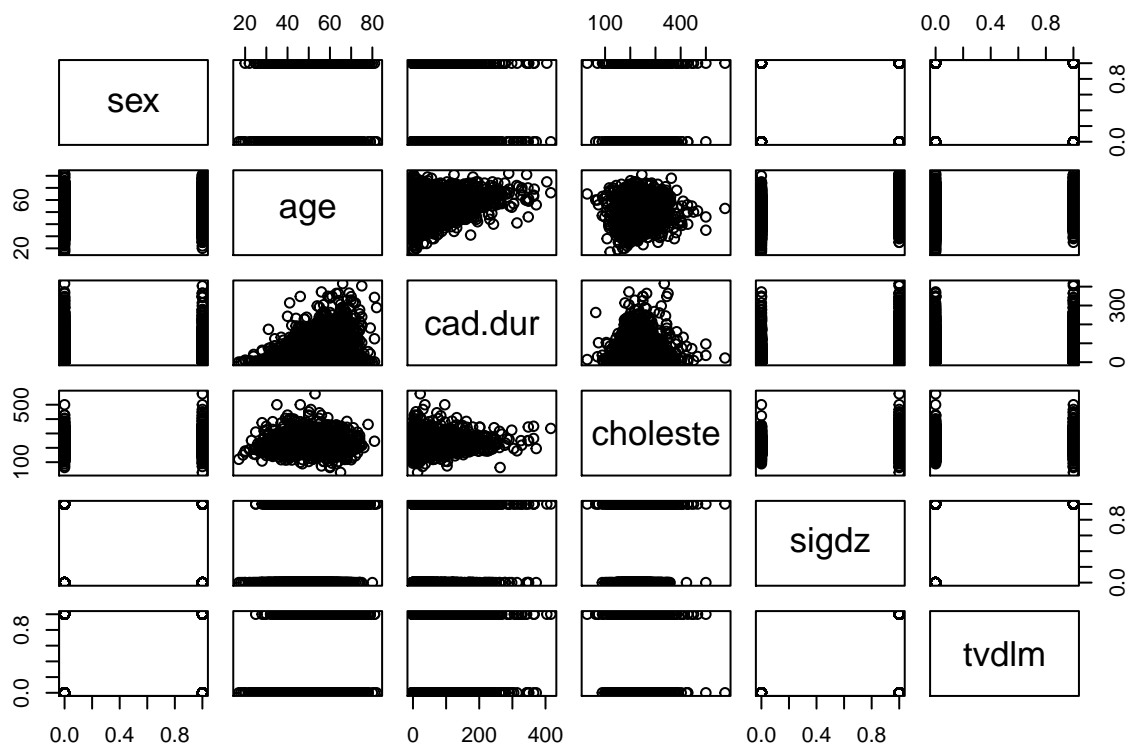 20 40 60 80 100 400 0.0 0.4 0.8
sex 0.0 0.8
20 60 age
cad.dur 0 300
100 500 choleste
sigdz 0.0 0.8
0.0 0.8 tvdlm
0.0 0.4 0.8 0 200 400 0.0 0.4 0.8